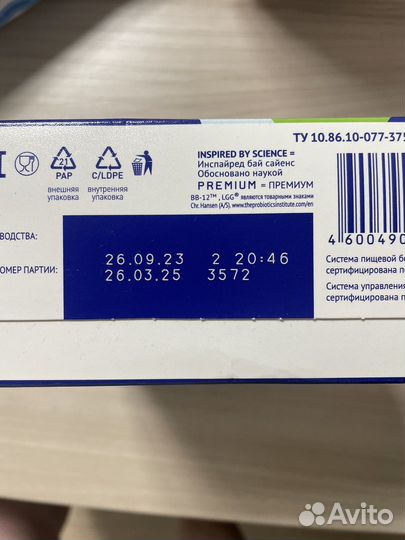 ТУ 10.86.10-077-375
INSPIRED BY SCIENCE =
Инспайред бай сайенс
Обосновано наукой
PREMIUM = ПРЕМИУМ
BB-12™, LGG® являются товарными знаками
Chr. Hansen (A/S). www.theprobioticsinstitute.com/en
21
PAP
C/LDPE
внешняя упаковка
внутренняя упаковка
ВОДСТВА:
ОМЕР ПАРТИИ:
26.09.23 2 20:46
26.03.25 3572
4 600490
Система пищевой бе
сертифицирована п
Система управления
сертифицирована п
Avito